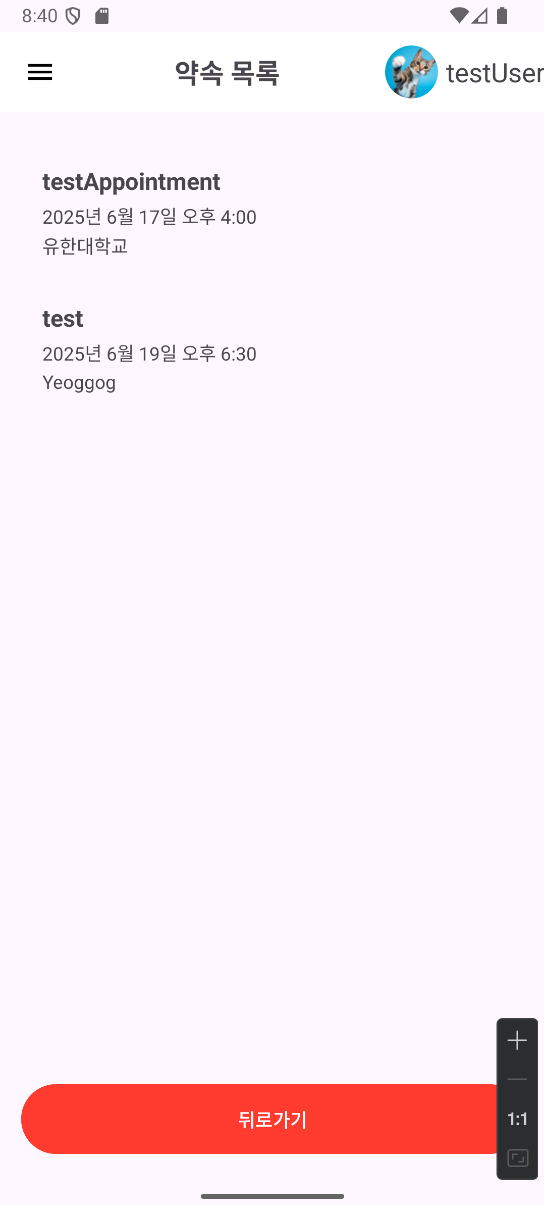 8:40
약속 목록
testUser
testAppointment
2025년 6월 17일 오후 4:00
유한대학교
test
2025년 6월 19일 오후 6:30
Yeoggog
1:1
뒤로가기